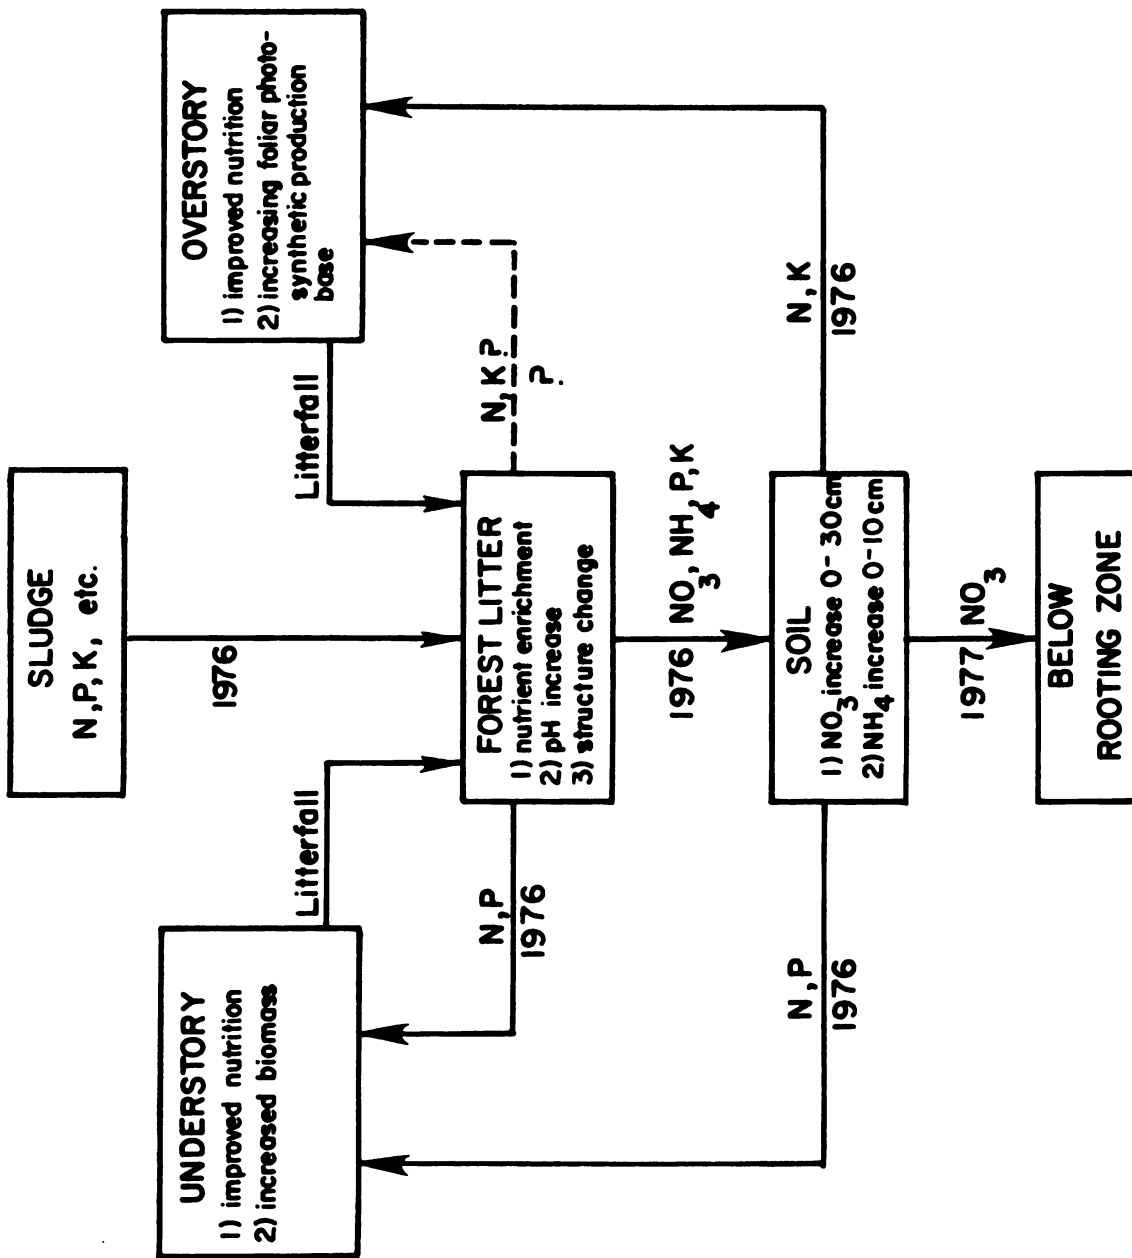 SLUDGE
N,P,K, etc.
1976
UNDERSTORY
1) improved nutrition
2) increased biomass
Litterfall
OVERSTORY
1) improved nutrition
2) increasing foliar photo-
synthetic production
base
Litterfall
FOREST LITTER
1) nutrient enrichment
2) pH increase
3) structure change
N,P
1976
N,K?
?
1976 NO3, NH4, P,K
SOIL
1) NO3 increase 0-30cm
2) NH4 increase 0-10cm
N,P
1976
N,K
1976
1977 NO3
BELOW
ROOTING ZONE